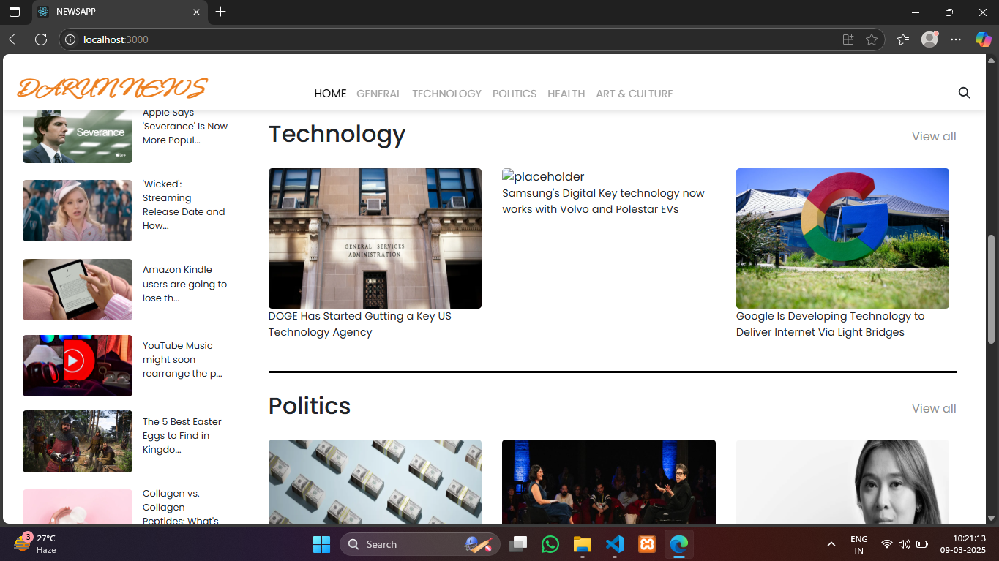 NEWSAPP
localhost:3000
DARUN NEWS
HOME GENERAL TECHNOLOGY POLITICS HEALTH ART & CULTURE
Apple Says
'Severance' Is Now
More Popul...
Severance
tv+
'Wicked':
Streaming
Release Date and
How...
Amazon Kindle
users are going to
lose th...
YouTube Music
might soon
rearrange the p...
The 5 Best Easter
Eggs to Find in
Kingdo...
Collagen vs.
Collagen
Peptides: What's
Technology
View all
GENERAL SERVICES
ADMINISTRATION
DOGE Has Started Gutting a Key US
Technology Agency
placeholder
Samsung's Digital Key technology now
works with Volvo and Polestar EVs
Google Is Developing Technology to
Deliver Internet Via Light Bridges
Politics
View all
3
27°C
Haze
Search
ENG
IN
10:21:13
09-03-2025